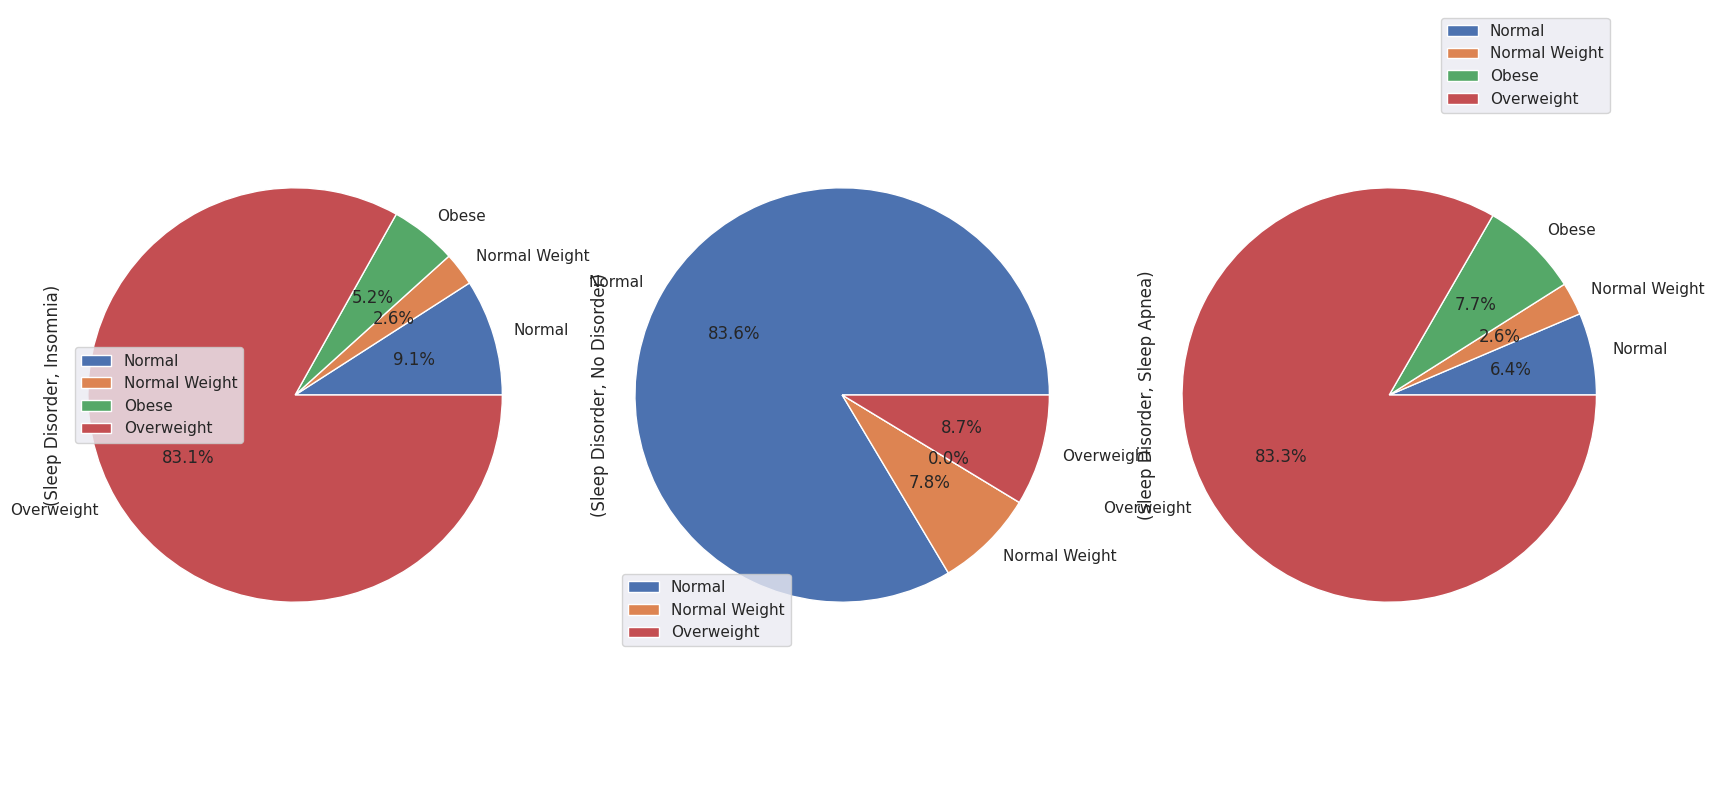 (Sleep Disorder, Insomnia)
Obese
Normal Weight
Normal
Overweight
5.2%
2.6%
9.1%
83.1%
Normal
Normal Weight
Obese
Overweight
(Sleep Disorder, No Disorder)
Normal
83.6%
8.7%
0.0%
7.8%
Overweight
Normal Weight
Normal
Normal Weight
Overweight
(Sleep Disorder, Sleep Apnea)
Normal
Normal Weight
Obese
Overweight
Obese
Normal Weight
Normal
Overweight
7.7%
2.6%
6.4%
83.3%